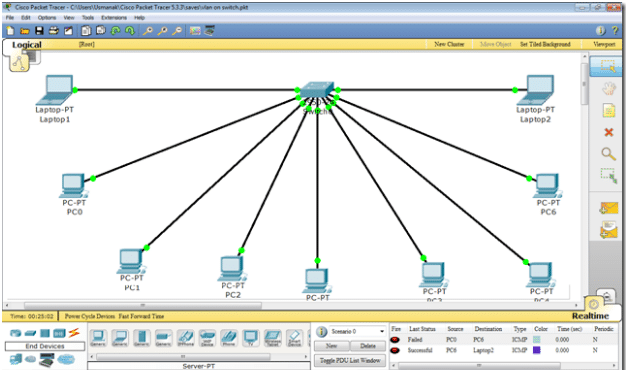 Cisco Packet Tracer - C:\Users\Usmanak\Cisco Packet Tracer 5.3.2\saves\vlan on switch.pkt
File Edit Options View Tools Extensions Help
Logical [Root] New Cluster Move Object Set Tiled Background Viewport
Laptop-PT
Laptop1
Laptop-PT
Laptop2
PC-PT
PC0
PC-PT
PC6
PC-PT
PC1
PC-PT
PC2
PC-PT
PC-PT
PC-PT
Time: 00:25:02 Power Cycle Devices Fast Forward Time Realtime
End Devices
Server-PT
Scenario 0
New Delete
Toggle PDU List Window
Fire Last Status Source Destination Type Color Time (sec) Periodic
Failed PC0 PC6 ICMP 0.000 N
Successful PC6 Laptop2 ICMP 0.000 N